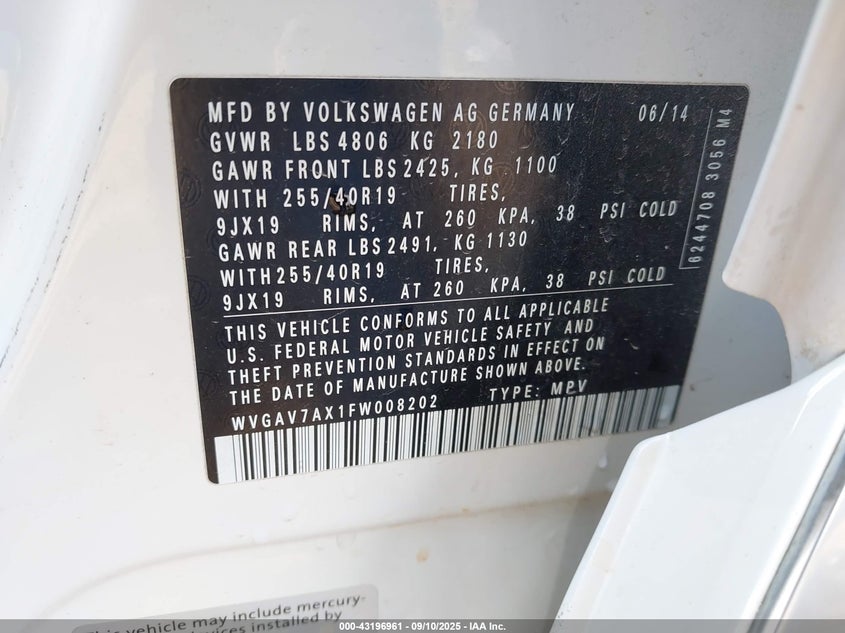 MFD BY VOLKSWAGEN AG GERMANY 06/14
GVWR LBS 4806 KG 2180
GAWR FRONT LBS 2425, KG 1100
WITH 255/40R19 TIRES,
9JX19 RIMS, AT 260 KPA, 38 PSI COLD
GAWR REAR LBS 2491, KG 1130
WITH 255/40R19 TIRES,
9JX19 RIMS, AT 260 KPA, 38 PSI COLD
THIS VEHICLE CONFORMS TO ALL APPLICABLE
U.S. FEDERAL MOTOR VEHICLE SAFETY AND
THEFT PREVENTION STANDARDS IN EFFECT ON
THE DATE OF MANUFACTURE SHOWN ABOVE.
WVGAV7AX1FW008202 TYPE: MPV
6244708 3056 M4
This vehicle may include mercury-
devices installed by
000-43196961 - 09/10/2025 - IAA Inc.